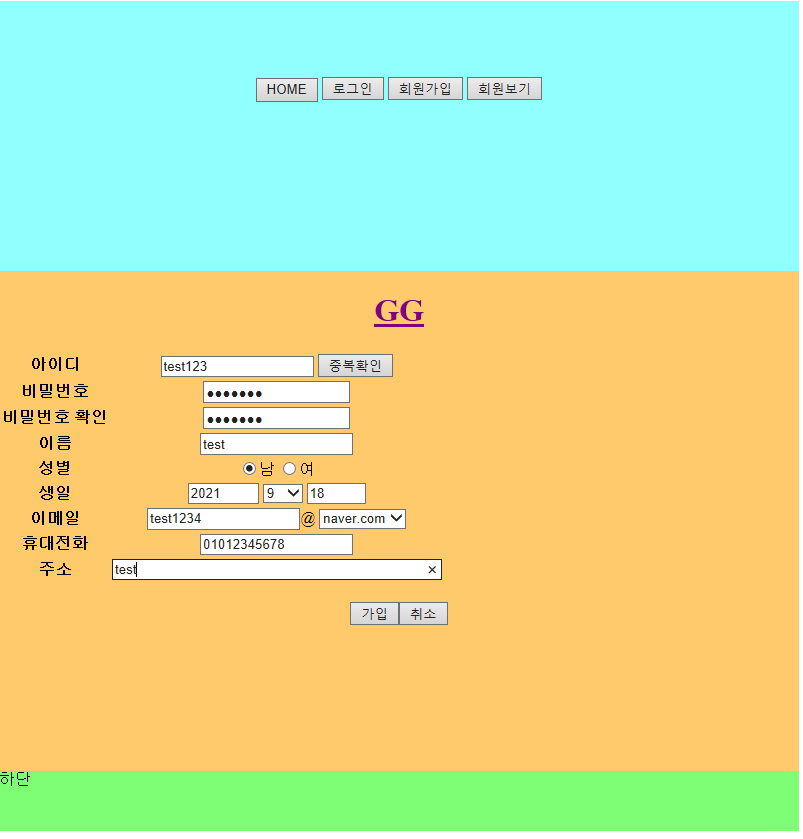 HOME 로그인 회원가입 회원보기
GG
아이디 test123 중복확인
비밀번호 ●●●●●●●
비밀번호 확인 ●●●●●●●
이름 test
성별 남 여
생일 2021 9 18
이메일 test1234 @ naver.com
휴대전화 01012345678
주소 test ×
가입 취소
하단